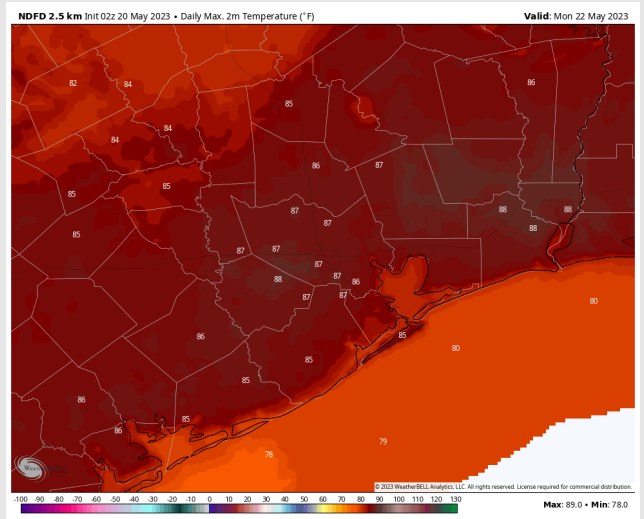 NDFD 2.5 km Init 02z 20 May 2023 • Daily Max. 2m Temperature (°F) Valid: Mon 22 May 2023
82 84 86
85
84 84
86 87
85 85
87 88 88
87 88
85
87 87
87
88 87 86
87 87 80
86 85 80
85
85
86
85
86
79
78
© 2023 WeatherBELL Analytics, LLC. All rights reserved. License required for commercial distribution.
-100 -90 -80 -70 -60 -50 -40 -30 -20 -10 0 10 20 30 40 50 60 70 80 90 100 110 120 130
Max: 89.0 • Min: 78.0